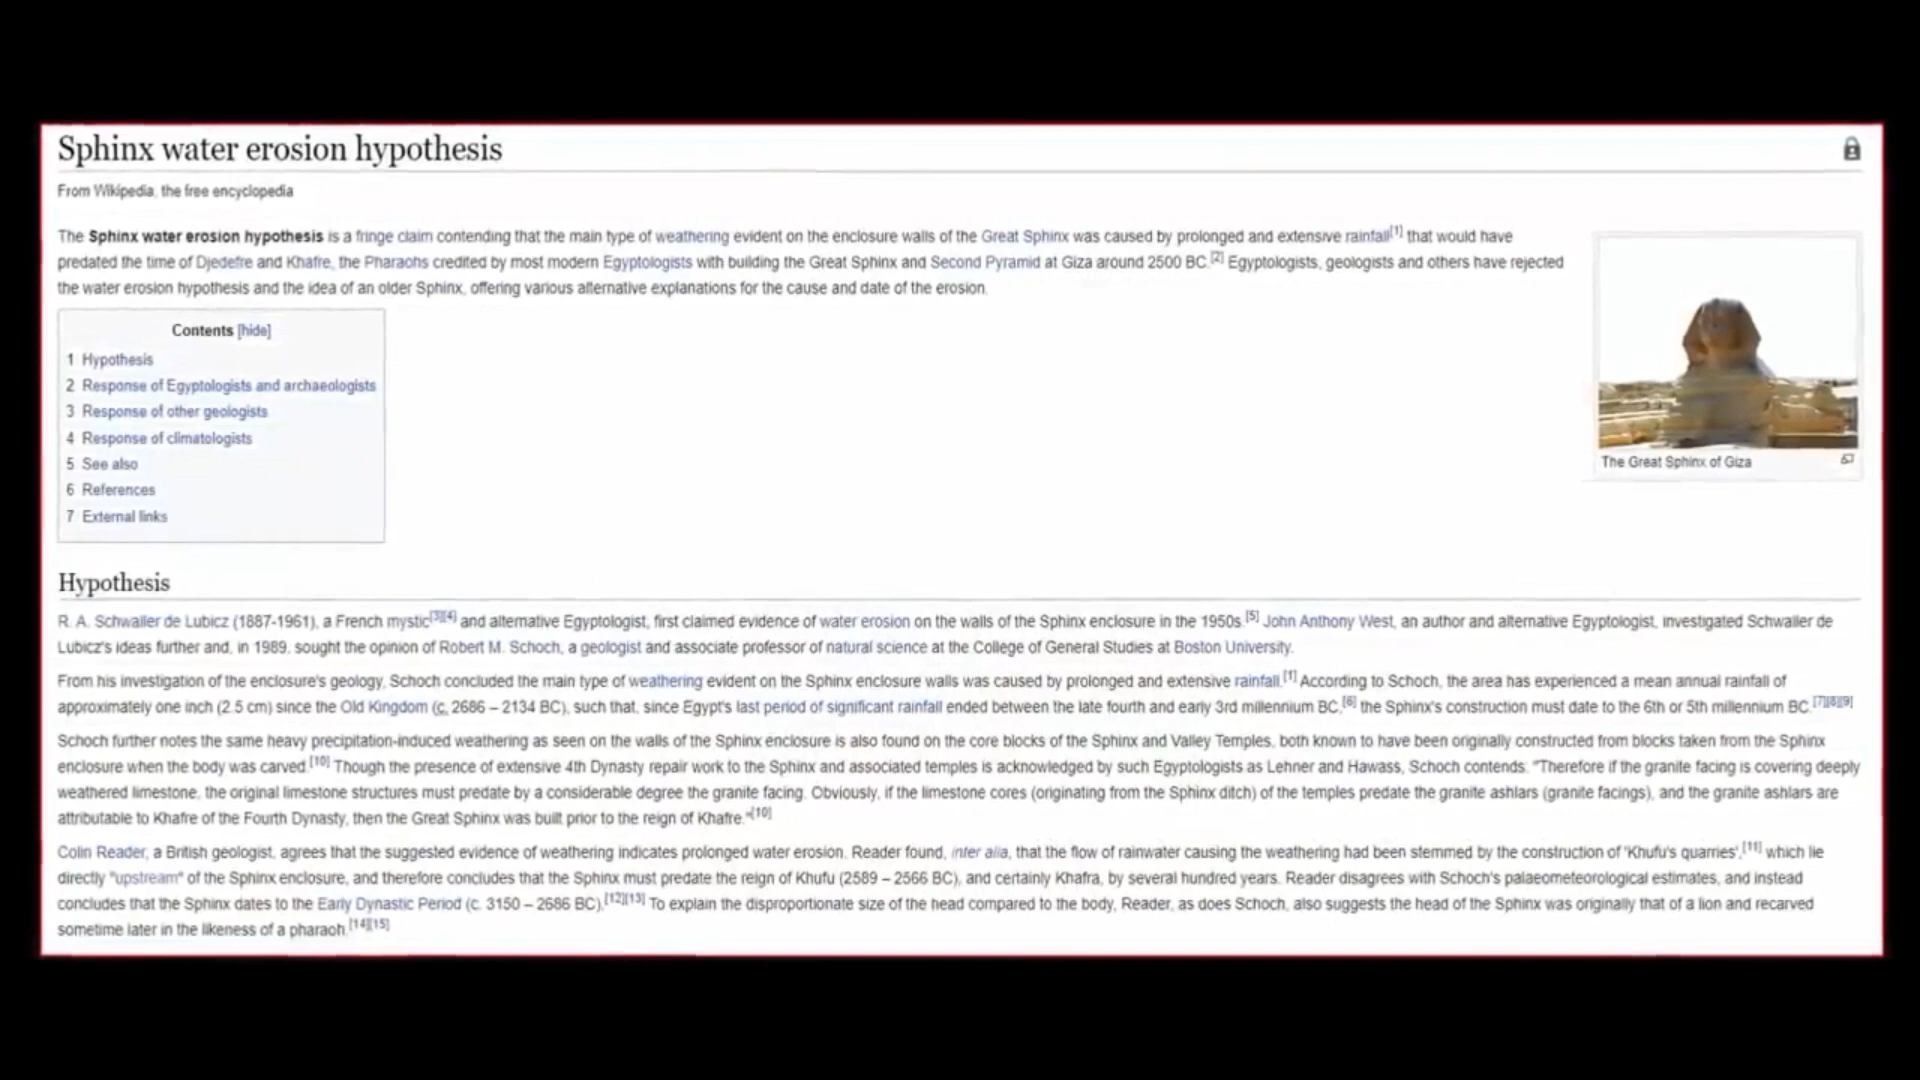 Sphinx water erosion hypothesis
From Wikipedia, the free encyclopedia
The Sphinx water erosion hypothesis is a fringe claim contending that the main type of weathering evident on the enclosure walls of the Great Sphinx was caused by prolonged and extensive rainfall[1] that would have
predated the time of Djedefre and Khafre, the Pharaohs credited by most modern Egyptologists with building the Great Sphinx and Second Pyramid at Giza around 2500 BC.[2] Egyptologists, geologists and others have rejected
the water erosion hypothesis and the idea of an older Sphinx, offering various alternative explanations for the cause and date of the erosion.
The Great Sphinx of Giza
Contents [hide]
1 Hypothesis
2 Response of Egyptologists and archaeologists
3 Response of other geologists
4 Response of climatologists
5 See also
6 References
7 External links
Hypothesis
R. A. Schwaller de Lubicz (1887-1961), a French mystic[3][4] and alternative Egyptologist, first claimed evidence of water erosion on the walls of the Sphinx enclosure in the 1950s.[5] John Anthony West, an author and alternative Egyptologist, investigated Schwaller de
Lubicz's ideas further and, in 1989, sought the opinion of Robert M. Schoch, a geologist and associate professor of natural science at the College of General Studies at Boston University.
From his investigation of the enclosure's geology, Schoch concluded the main type of weathering evident on the Sphinx enclosure walls was caused by prolonged and extensive rainfall.[1] According to Schoch, the area has experienced a mean annual rainfall of
approximately one inch (2.5 cm) since the Old Kingdom (c. 2686 – 2134 BC), such that, since Egypt's last period of significant rainfall ended between the late fourth and early 3rd millennium BC,[6] the Sphinx's construction must date to the 6th or 5th millennium BC.[7][8][9]
Schoch further notes the same heavy precipitation-induced weathering as seen on the walls of the Sphinx enclosure is also found on the core blocks of the Sphinx and Valley Temples, both known to have been originally constructed from blocks taken from the Sphinx
enclosure when the body was carved.[10] Though the presence of extensive 4th Dynasty repair work to the Sphinx and associated temples is acknowledged by such Egyptologists as Lehner and Hawass, Schoch contends: "Therefore if the granite facing is covering deeply
weathered limestone, the original limestone structures must predate by a considerable degree the granite facing. Obviously, if the limestone cores (originating from the Sphinx ditch) of the temples predate the granite ashlars (granite facings), and the granite ashlars are
attributable to Khafre of the Fourth Dynasty, then the Great Sphinx was built prior to the reign of Khafre."[10]
Colin Reader, a British geologist, agrees that the suggested evidence of weathering indicates prolonged water erosion. Reader found, inter alia, that the flow of rainwater causing the weathering had been stemmed by the construction of 'Khufu's quarries',[11] which lie
directly "upstream" of the Sphinx enclosure, and therefore concludes that the Sphinx must predate the reign of Khufu (2589 – 2566 BC), and certainly Khafra, by several hundred years. Reader disagrees with Schoch's palaeometeorological estimates, and instead
concludes that the Sphinx dates to the Early Dynastic Period (c. 3150 – 2686 BC).[12][13] To explain the disproportionate size of the head compared to the body, Reader, as does Schoch, also suggests the head of the Sphinx was originally that of a lion and recarved
sometime later in the likeness of a pharaoh.[14][15]